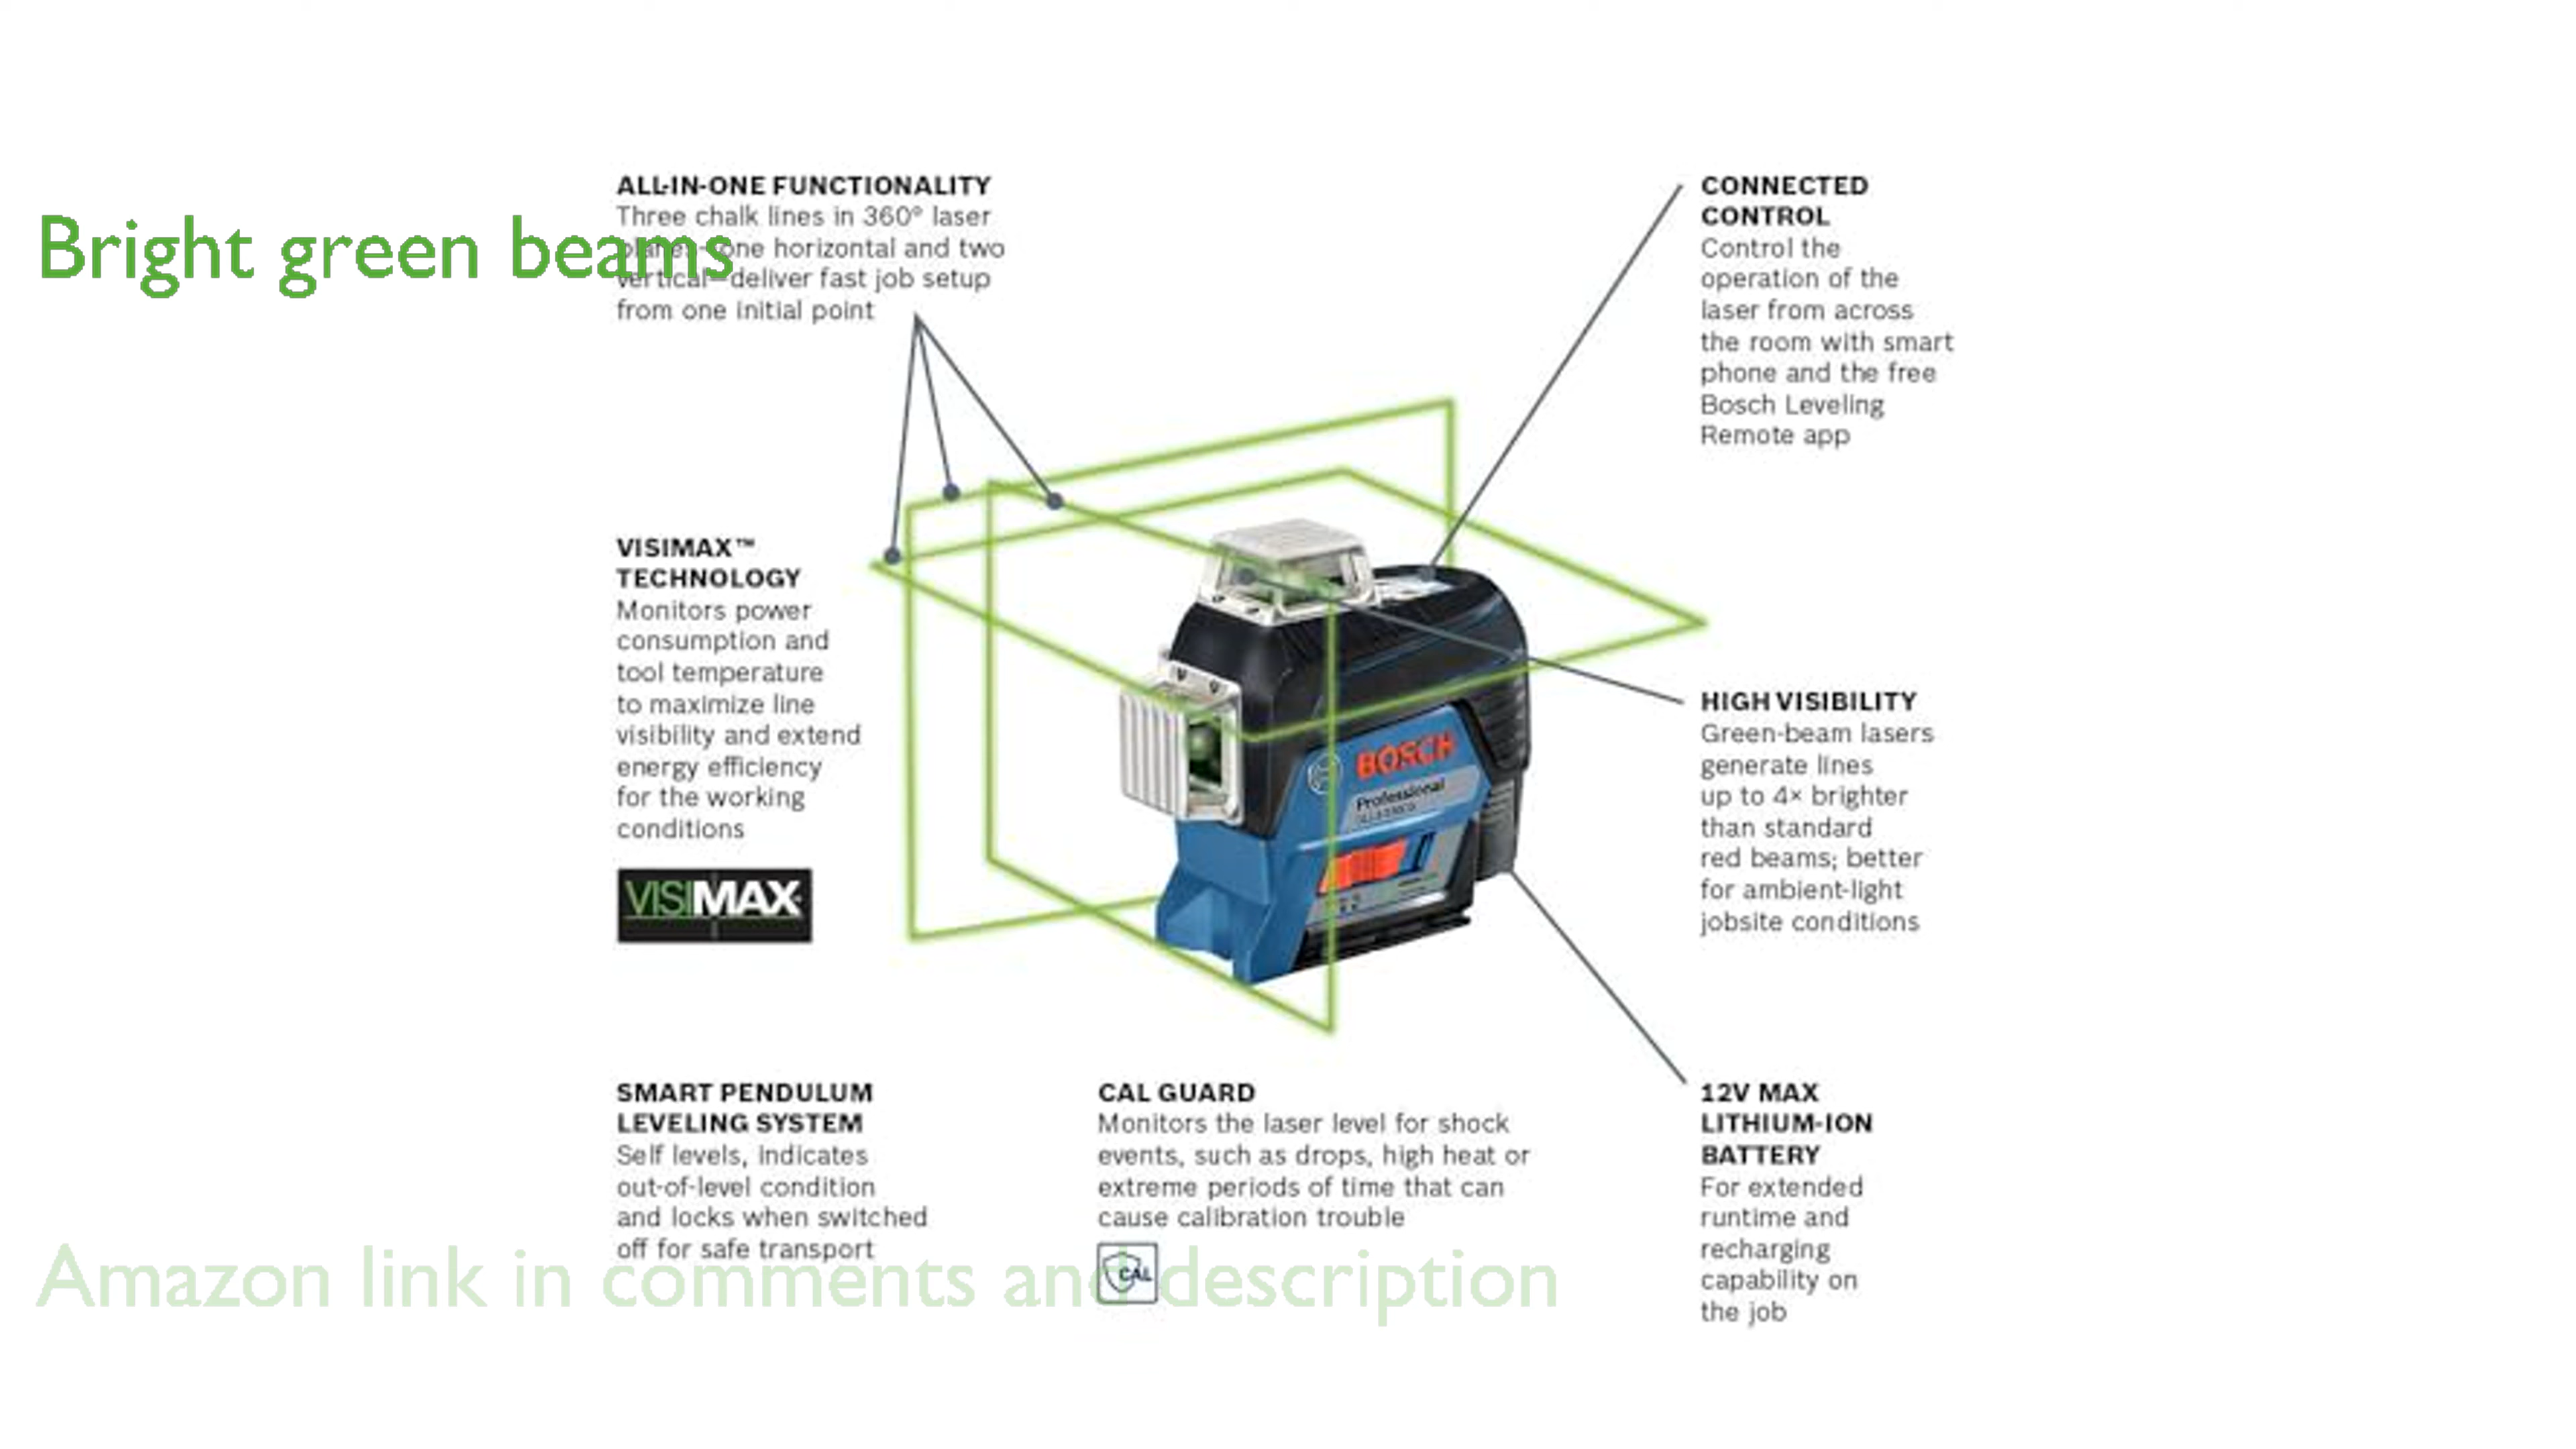 Bright green beams
ALL-IN-ONE FUNCTIONALITY
Three chalk lines in 360° laser
planes—one horizontal and two
vertical—deliver fast job setup
from one initial point
CONNECTED
CONTROL
Control the
operation of the
laser from across
the room with smart
phone and the free
Bosch Leveling
Remote app
VISIMAX™
TECHNOLOGY
Monitors power
consumption and
tool temperature
to maximize line
visibility and extend
energy efficiency
for the working
conditions
VISIMAX
BOSCH
Professional
HIGH VISIBILITY
Green-beam lasers
generate lines
up to 4× brighter
than standard
red beams; better
for ambient-light
jobsite conditions
SMART PENDULUM
LEVELING SYSTEM
Self levels, indicates
out-of-level condition
and locks when switched
off for safe transport
CAL GUARD
Monitors the laser level for shock
events, such as drops, high heat or
extreme periods of time that can
cause calibration trouble
CAL
12V MAX
LITHIUM-ION
BATTERY
For extended
runtime and
recharging
capability on
the job
Amazon link in comments and description